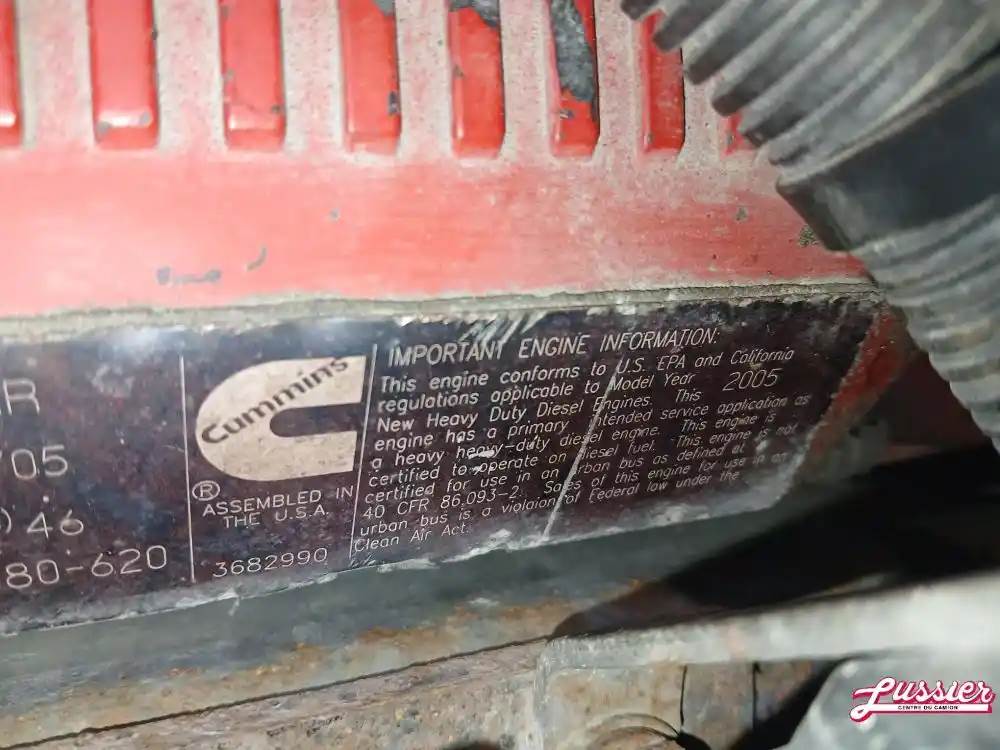 R
05
46
80-620
Cummins
®
ASSEMBLED IN
THE U.S.A.
3682990
IMPORTANT ENGINE INFORMATION:
This engine conforms to U.S. EPA and California
regulations applicable to Model Year 2005
New Heavy Duty Diesel Engines. This
engine has a primary intended service application as
a heavy heavy-duty diesel engine. This engine is
certified to operate on diesel fuel. This engine is not
certified for use in an urban bus as defined at
40 CFR 86.093-2. Sales of this engine for use in an
urban bus is a violaion of Federal law under the
Clean Air Act.
Lussier
CENTRE DU CAMION